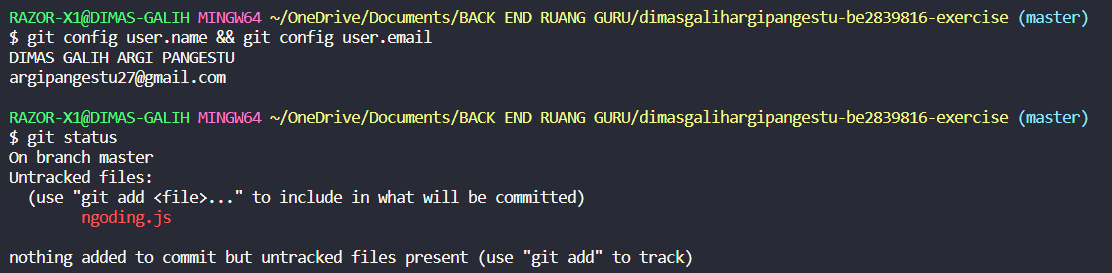 RAZOR-X1@DIMAS-GALIH MINGW64 ~/OneDrive/Documents/BACK END RUANG GURU/dimasgalihargipangestu-be2839816-exercise (master)
$ git config user.name && git config user.email
DIMAS GALIH ARGI PANGESTU
argipangestu27@gmail.com
RAZOR-X1@DIMAS-GALIH MINGW64 ~/OneDrive/Documents/BACK END RUANG GURU/dimasgalihargipangestu-be2839816-exercise (master)
$ git status
On branch master
Untracked files:
(use "git add <file>..." to include in what will be committed)
ngoding.js
nothing added to commit but untracked files present (use "git add" to track)